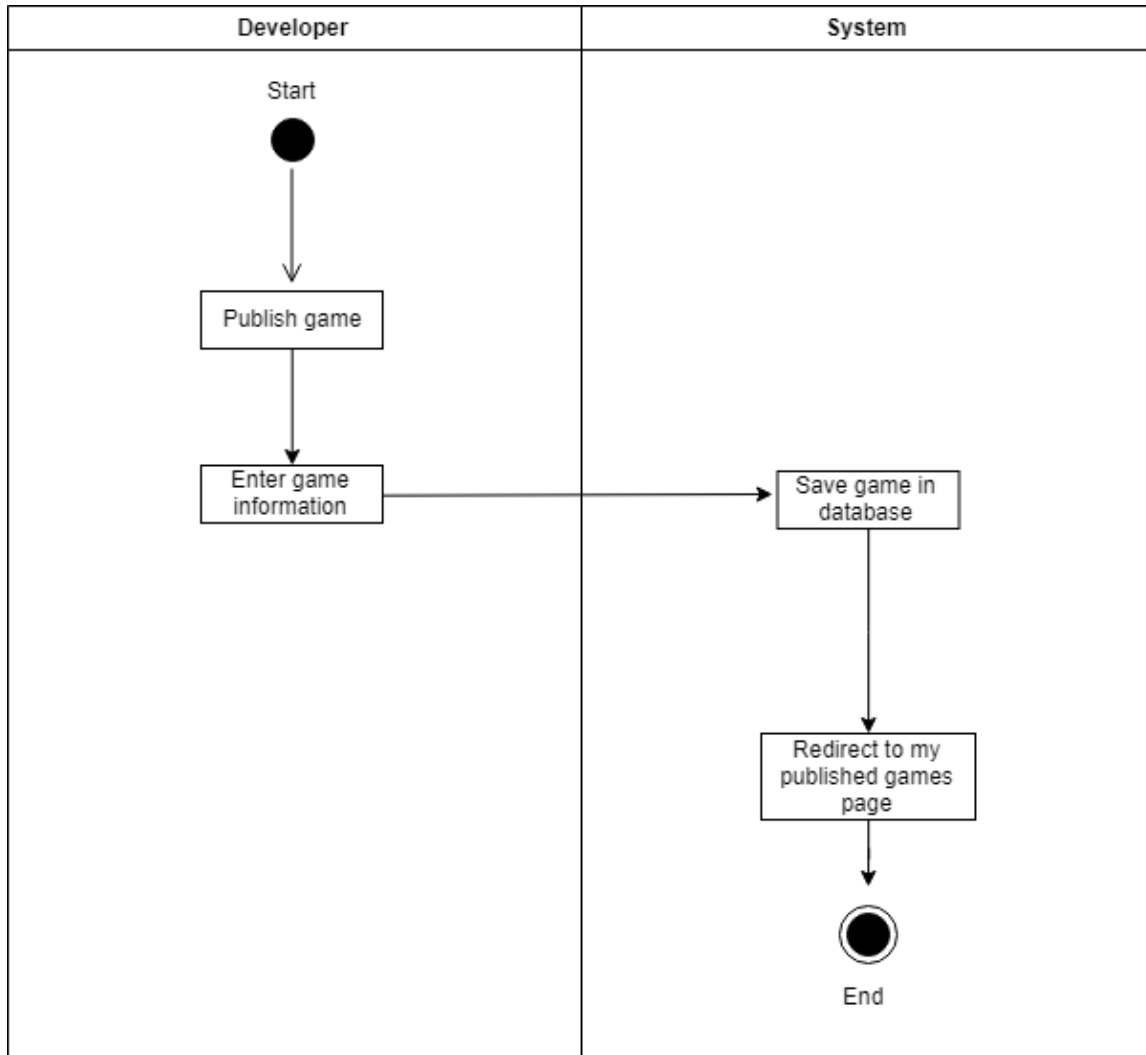 Developer
System
Start
Publish game
Enter game
information
Save game in
database
Redirect to my
published games
page
End